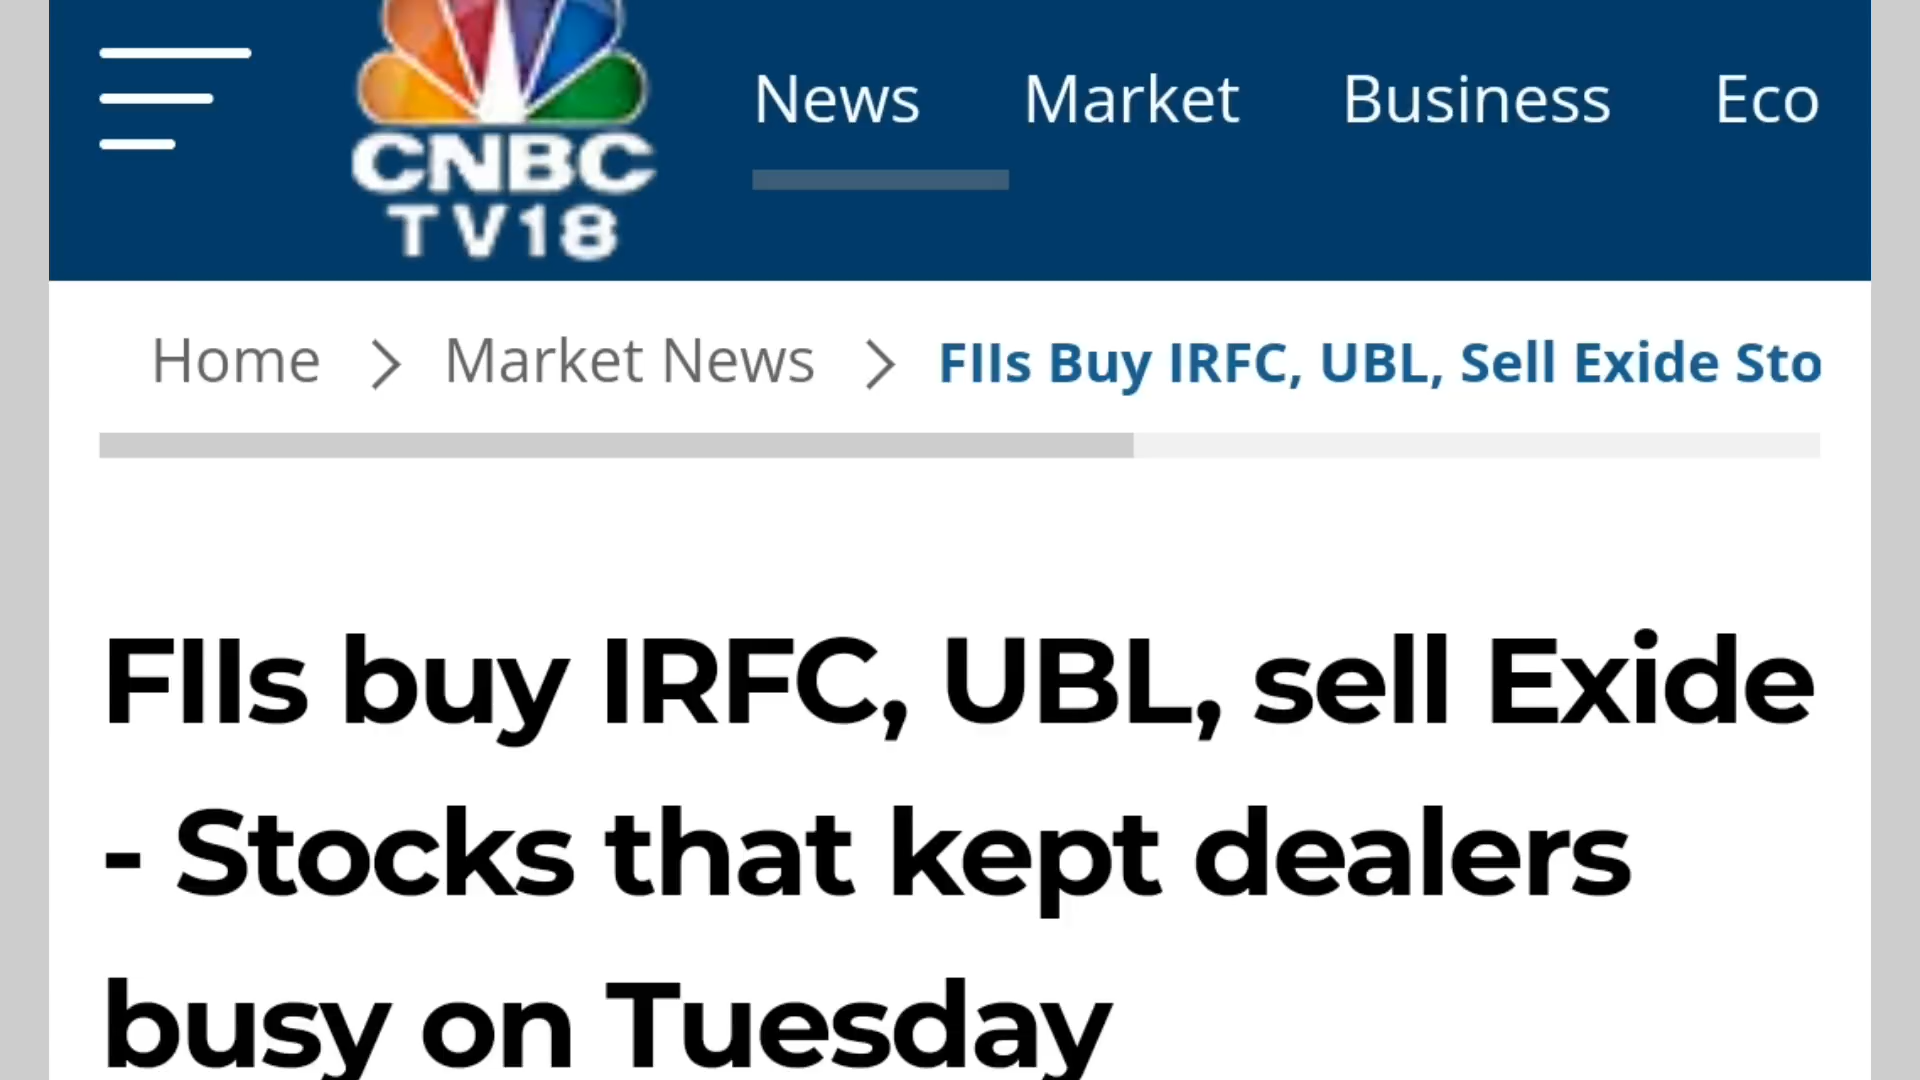 CNBC
TV18
News Market Business Eco
Home > Market News > FIIs Buy IRFC, UBL, Sell Exide Sto
FIIs buy IRFC, UBL, sell Exide
- Stocks that kept dealers
busy on Tuesday